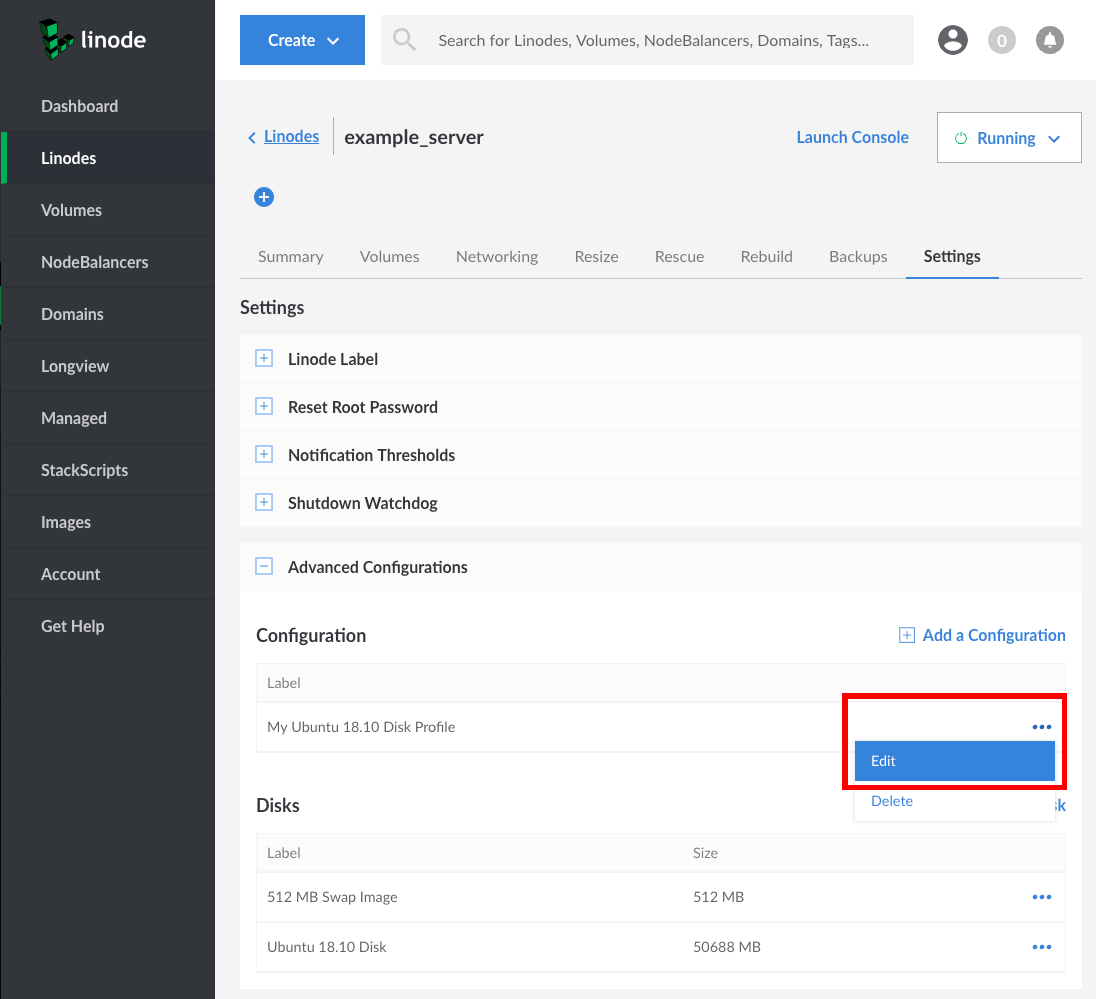 linode
Create
Search for Linodes, Volumes, NodeBalancers, Domains, Tags...
0
Dashboard
Linodes
Volumes
NodeBalancers
Domains
Longview
Managed
StackScripts
Images
Account
Get Help
Linodes
example_server
Launch Console
Running
Summary Volumes Networking Resize Rescue Rebuild Backups Settings
Settings
Linode Label
Reset Root Password
Notification Thresholds
Shutdown Watchdog
Advanced Configurations
Configuration
Add a Configuration
Label
My Ubuntu 18.10 Disk Profile
Edit
Delete
Disks
sk
Label Size
512 MB Swap Image 512 MB
Ubuntu 18.10 Disk 50688 MB